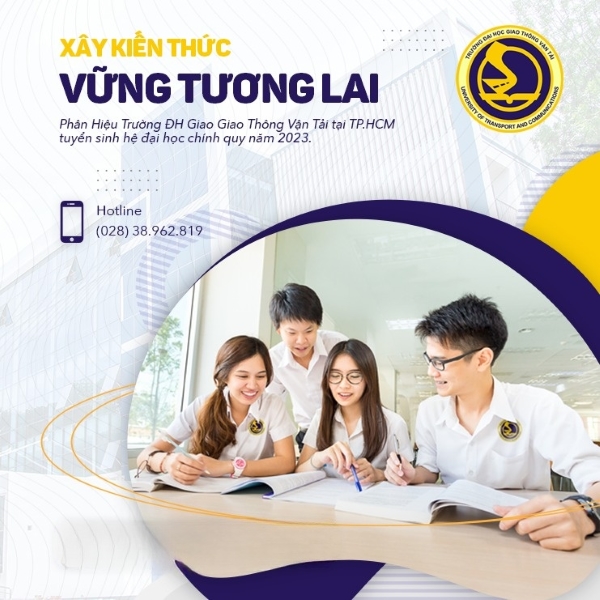 XÂY KIẾN THỨC
VỮNG TƯƠNG LAI
Phân Hiệu Trường ĐH Giao Giao Thông Vận Tải tại TP.HCM
tuyển sinh hệ đại học chính quy năm 2023.
Hotline
(028) 38.962.819
TRƯỜNG ĐẠI HỌC GIAO THÔNG VẬN TẢI
UNIVERSITY OF TRANSPORT AND COMMUNICATIONS